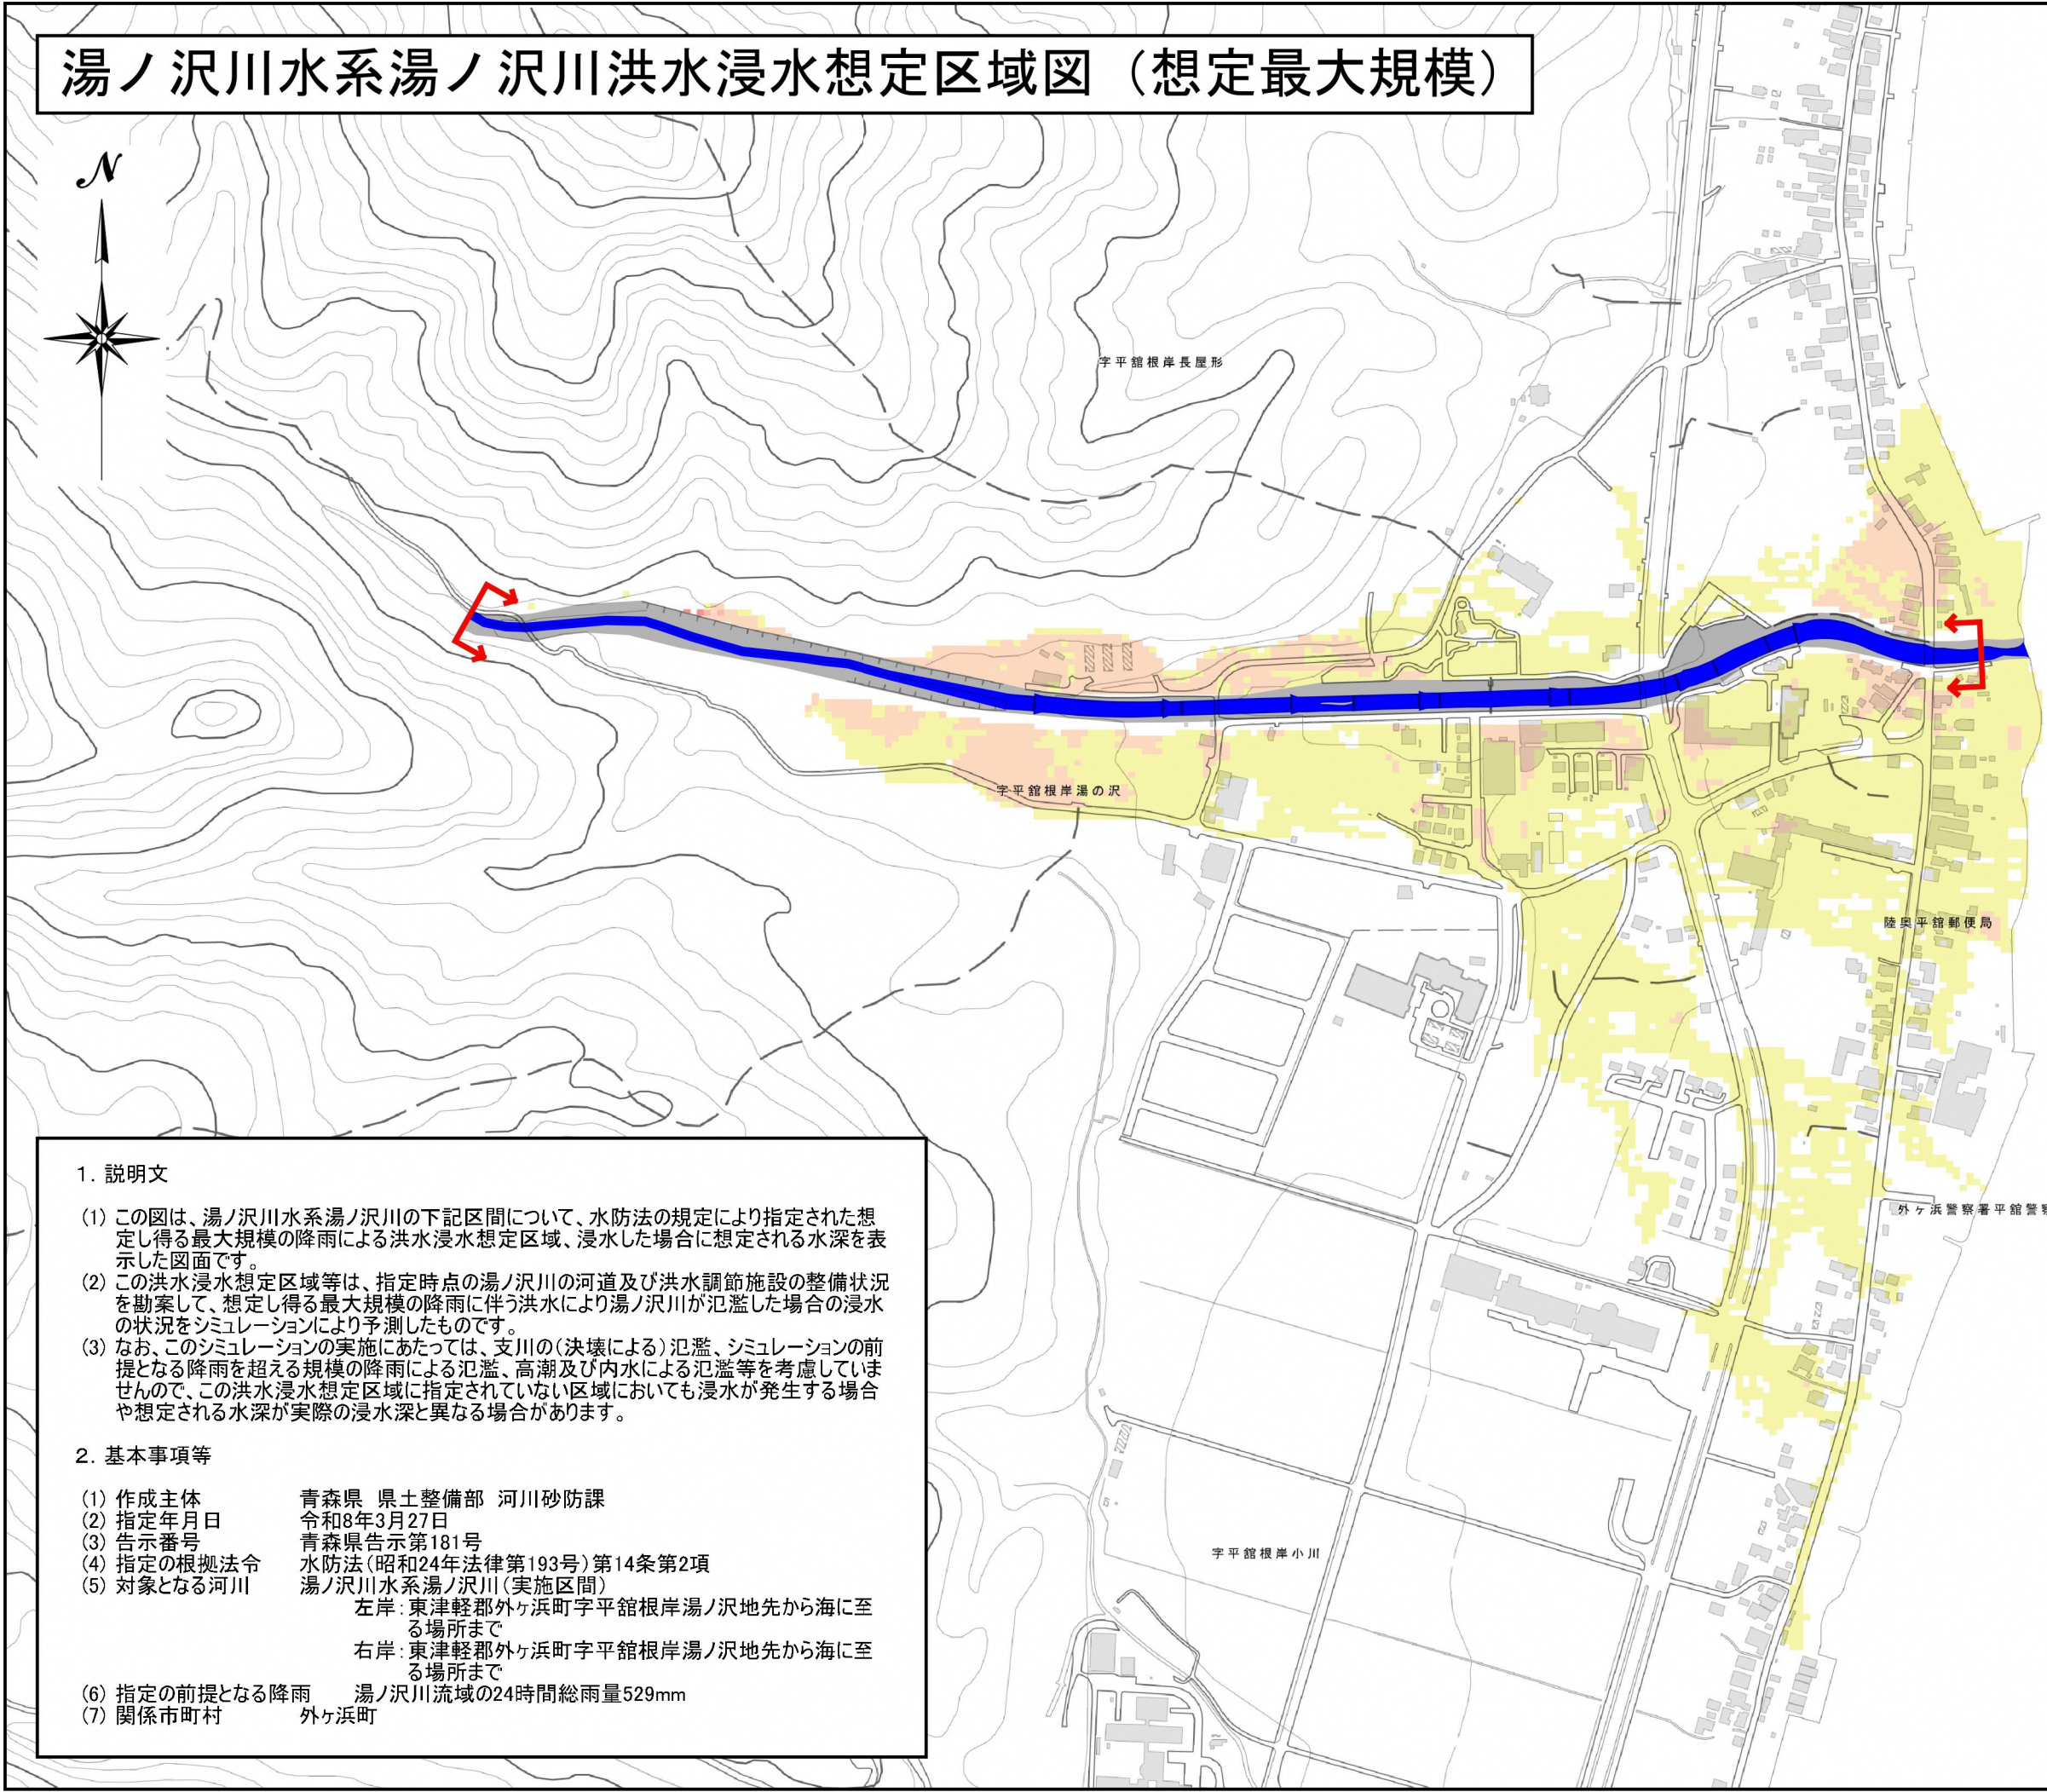 湯ノ沢川水系湯ノ沢川洪水浸水想定区域図（想定最大規模）
N
字平舘根岸長屋形
字平舘根岸湯の沢
陸奥平舘郵便局
外ヶ浜警察署平舘警察
字平舘根岸小川
1. 説明文
(1) この図は、湯ノ沢川水系湯ノ沢川の下記区間について、水防法の規定により指定された想
定し得る最大規模の降雨による洪水浸水想定区域、浸水した場合に想定される水深を表
示した図面です。
(2) この洪水浸水想定区域等は、指定時点の湯ノ沢川の河道及び洪水調節施設の整備状況
を勘案して、想定し得る最大規模の降雨に伴う洪水により湯ノ沢川が氾濫した場合の浸水
の状況をシミュレーションにより予測したものです。
(3) なお、このシミュレーションの実施にあたっては、支川の(決壊による)氾濫、シミュレーションの前
提となる降雨を超える規模の降雨による氾濫、高潮及び内水による氾濫等を考慮していま
せんので、この洪水浸水想定区域に指定されていない区域においても浸水が発生する場合
や想定される水深が実際の浸水深と異なる場合があります。
2. 基本事項等
(1) 作成主体 青森県 県土整備部 河川砂防課
(2) 指定年月日 令和8年3月27日
(3) 告示番号 青森県告示第181号
(4) 指定の根拠法令 水防法(昭和24年法律第193号)第14条第2項
(5) 対象となる河川 湯ノ沢川水系湯ノ沢川(実施区間)
左岸:東津軽郡外ヶ浜町字平舘根岸湯ノ沢地先から海に至
る場所まで
右岸:東津軽郡外ヶ浜町字平舘根岸湯ノ沢地先から海に至
る場所まで
(6) 指定の前提となる降雨 湯ノ沢川流域の24時間総雨量529mm
(7) 関係市町村 外ヶ浜町